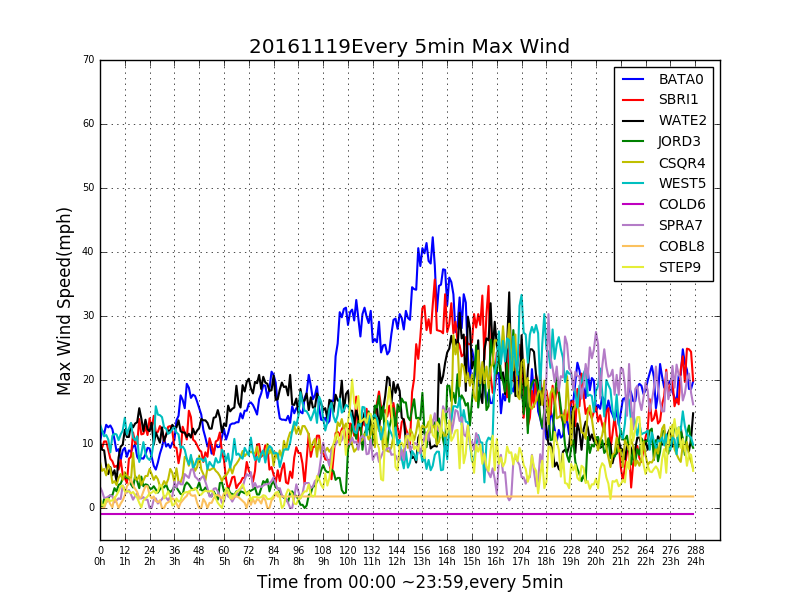 20161119Every 5min Max Wind
70
60
50
40
30
20
10
0
Max Wind Speed(mph)
BATA0
SBRI1
WATE2
JORD3
CSQR4
WEST5
COLD6
SPRA7
COBL8
STEP9
0 12 24 36 48 60 72 84 96 108 120 132 144 156 168 180 192 204 216 228 240 252 264 276 288
0h 1h 2h 3h 4h 5h 6h 7h 8h 9h 10h 11h 12h 13h 14h 15h 16h 17h 18h 19h 20h 21h 22h 23h 24h
Time from 00:00 ~23:59,every 5min